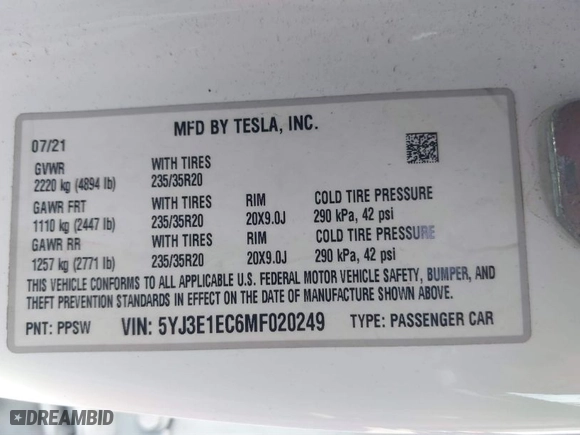 MFD BY TESLA, INC.
07/21
GVWR WITH TIRES
2220 kg (4894 lb) 235/35R20
GAWR FRT WITH TIRES RIM COLD TIRE PRESSURE
1110 kg (2447 lb) 235/35R20 20X9.0J 290 kPa, 42 psi
GAWR RR WITH TIRES RIM COLD TIRE PRESSURE
1257 kg (2771 lb) 235/35R20 20X9.0J 290 kPa, 42 psi
THIS VEHICLE CONFORMS TO ALL APPLICABLE U.S. FEDERAL MOTOR VEHICLE SAFETY, BUMPER, AND
THEFT PREVENTION STANDARDS IN EFFECT ON THE DATE OF MANUFACTURE SHOWN ABOVE.
PNT: PPSW VIN: 5YJ3E1EC6MF020249 TYPE: PASSENGER CAR
DREAMBID